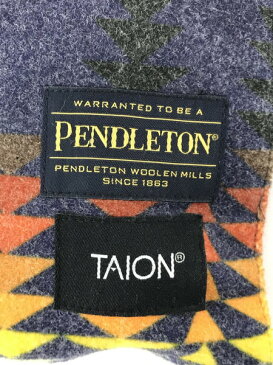 WARRANTED TO BE A
PENDLETON®
PENDLETON WOOLEN MILLS
SINCE 1863
TAION®